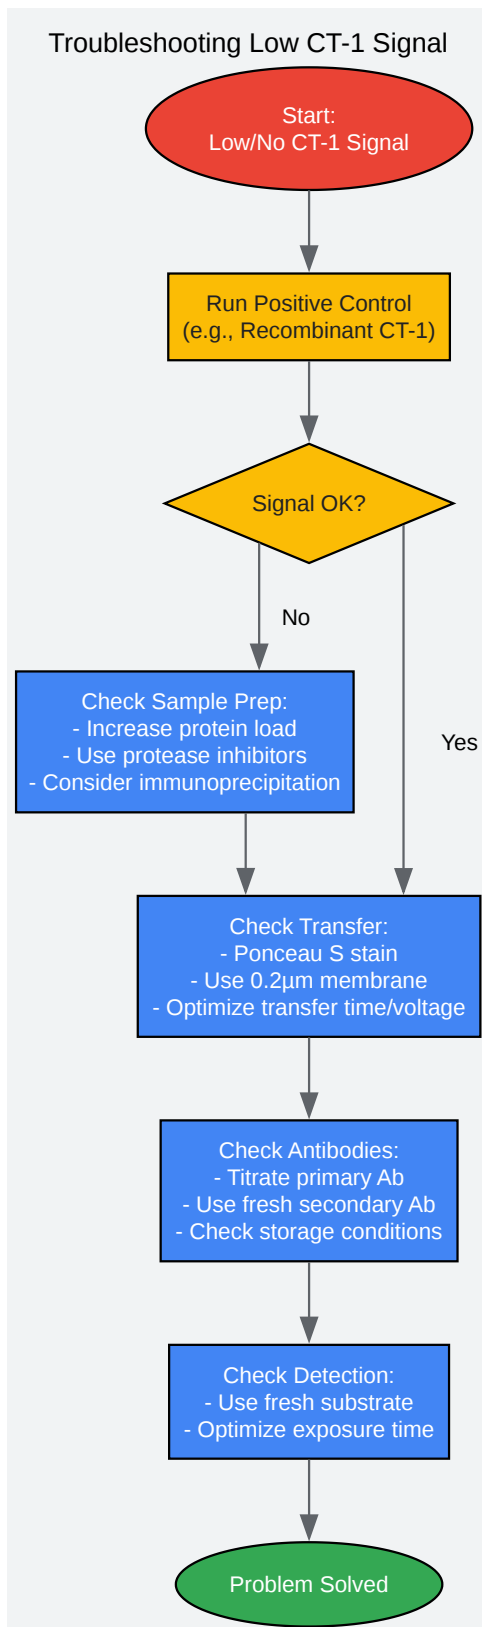 Troubleshooting Low CT-1 Signal
Start:
Low/No CT-1 Signal
Run Positive Control
(e.g., Recombinant CT-1)
Signal OK?
No
Yes
Check Sample Prep:
- Increase protein load
- Use protease inhibitors
- Consider immunoprecipitation
Check Transfer:
- Ponceau S stain
- Use 0.2µm membrane
- Optimize transfer time/voltage
Check Antibodies:
- Titrate primary Ab
- Use fresh secondary Ab
- Check storage conditions
Check Detection:
- Use fresh substrate
- Optimize exposure time
Problem Solved